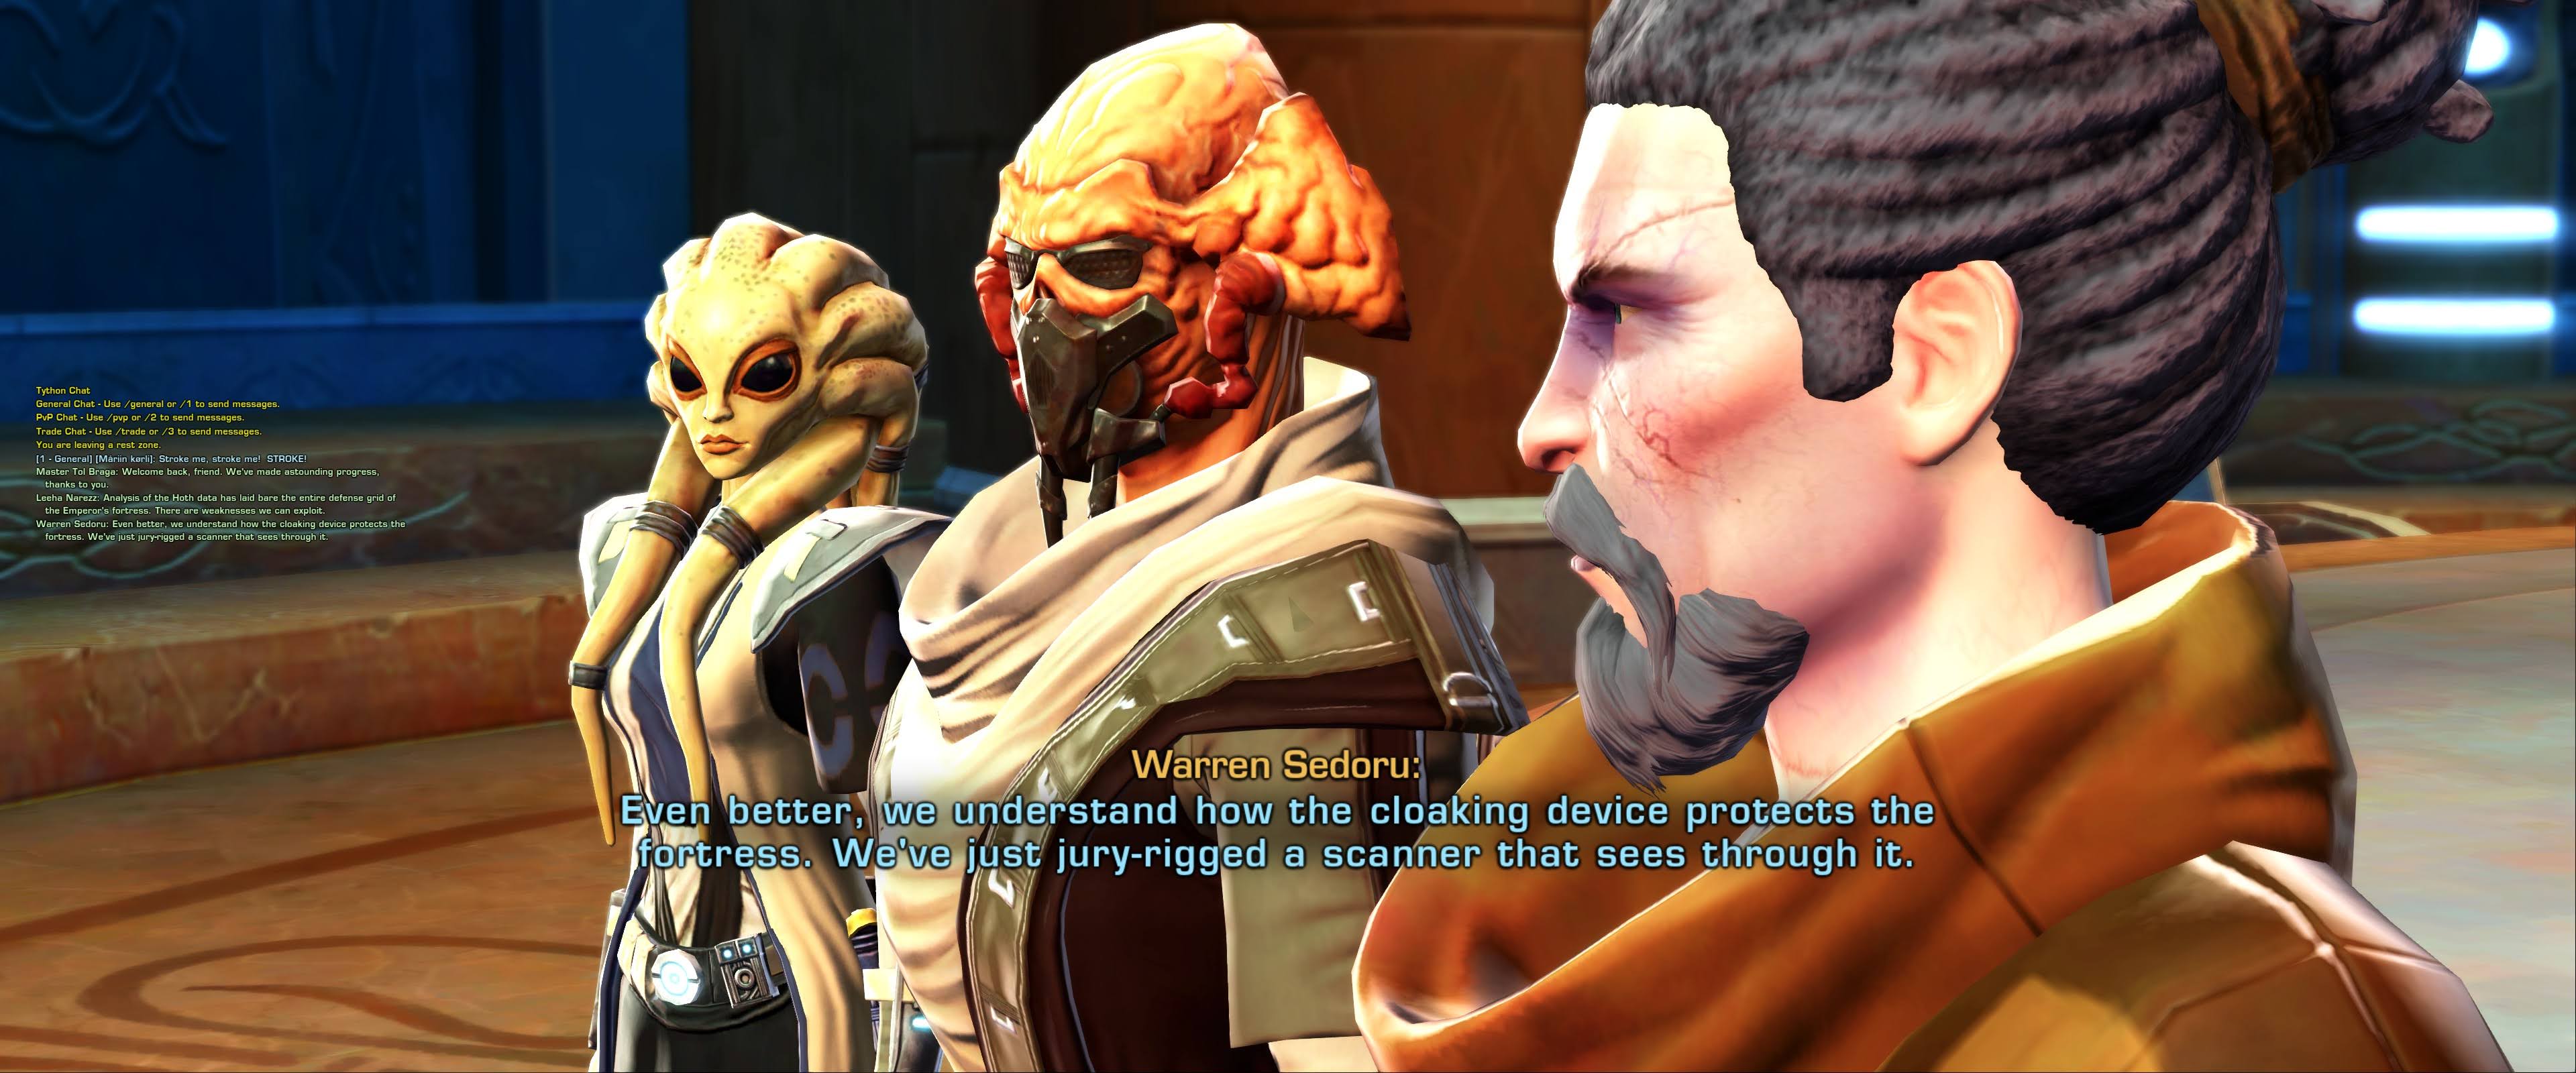 Tython Chat
General Chat - Use /general or /1 to send messages.
PvP Chat - Use /pvp or /2 to send messages.
Trade Chat - Use /trade or /3 to send messages.
You are leaving a rest zone.
[1 - General] [Màriin kørli]: Stroke me, stroke me!  STROKE!
Master Tol Braga: Welcome back, friend. We've made astounding progress,
thanks to you.
Leeha Narezz: Analysis of the Hoth data has laid bare the entire defense grid of
the Emperor's fortress. There are weaknesses we can exploit.
Warren Sedoru: Even better, we understand how the cloaking device protects the
fortress. We've just jury-rigged a scanner that sees through it.
Warren Sedoru:
Even better, we understand how the cloaking device protects the
fortress. We've just jury-rigged a scanner that sees through it.